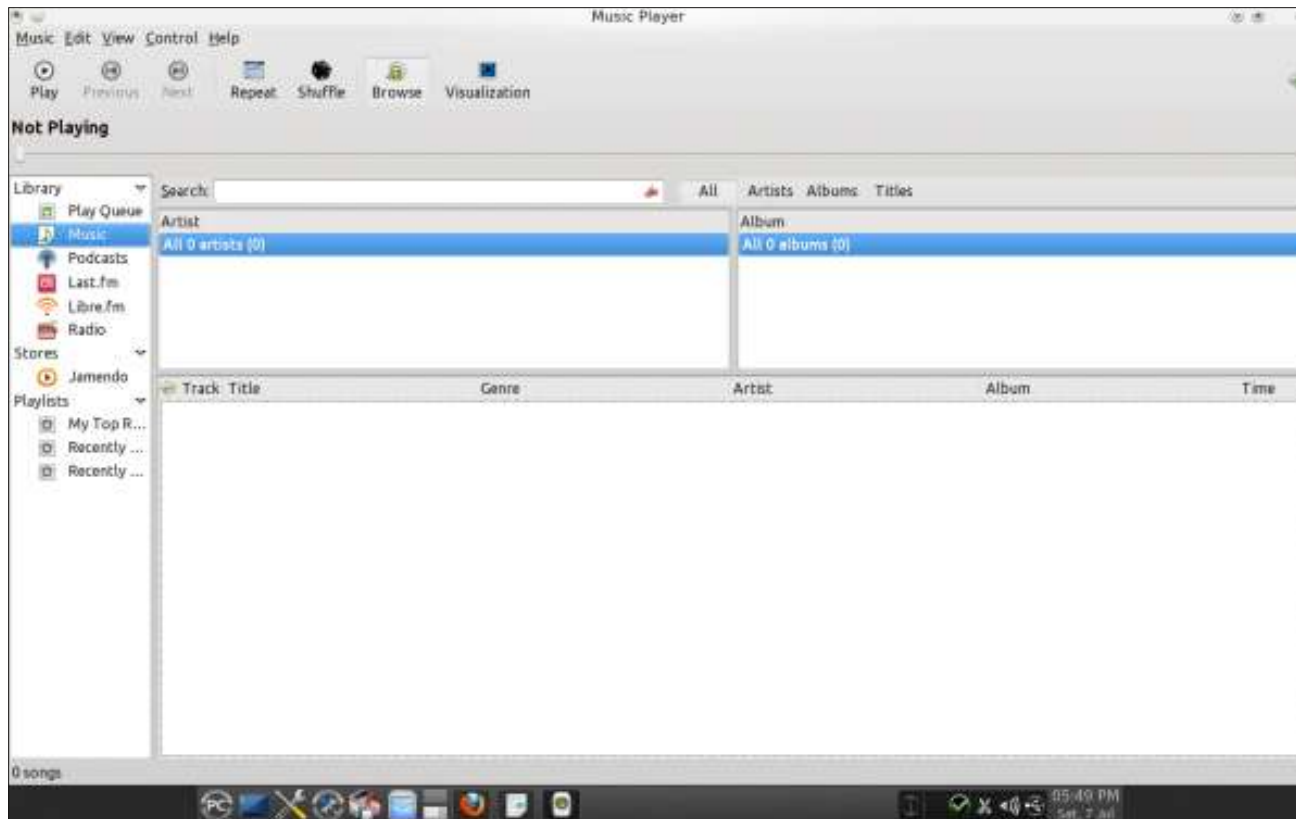 Music Player
Music Edit View Control Help
Play Previous Next Repeat Shuffle Browse Visualization
Not Playing
Library
Play Queue
Music
Podcasts
Last.fm
Libre.fm
Radio
Stores
Jamendo
Playlists
My Top R...
Recently ...
Recently ...
Search: All Artists Albums Titles
Artist Album
All 0 artists (0) All 0 albums (0)
Track Title Genre Artist Album Time
0 songs
PC
05:49 PM